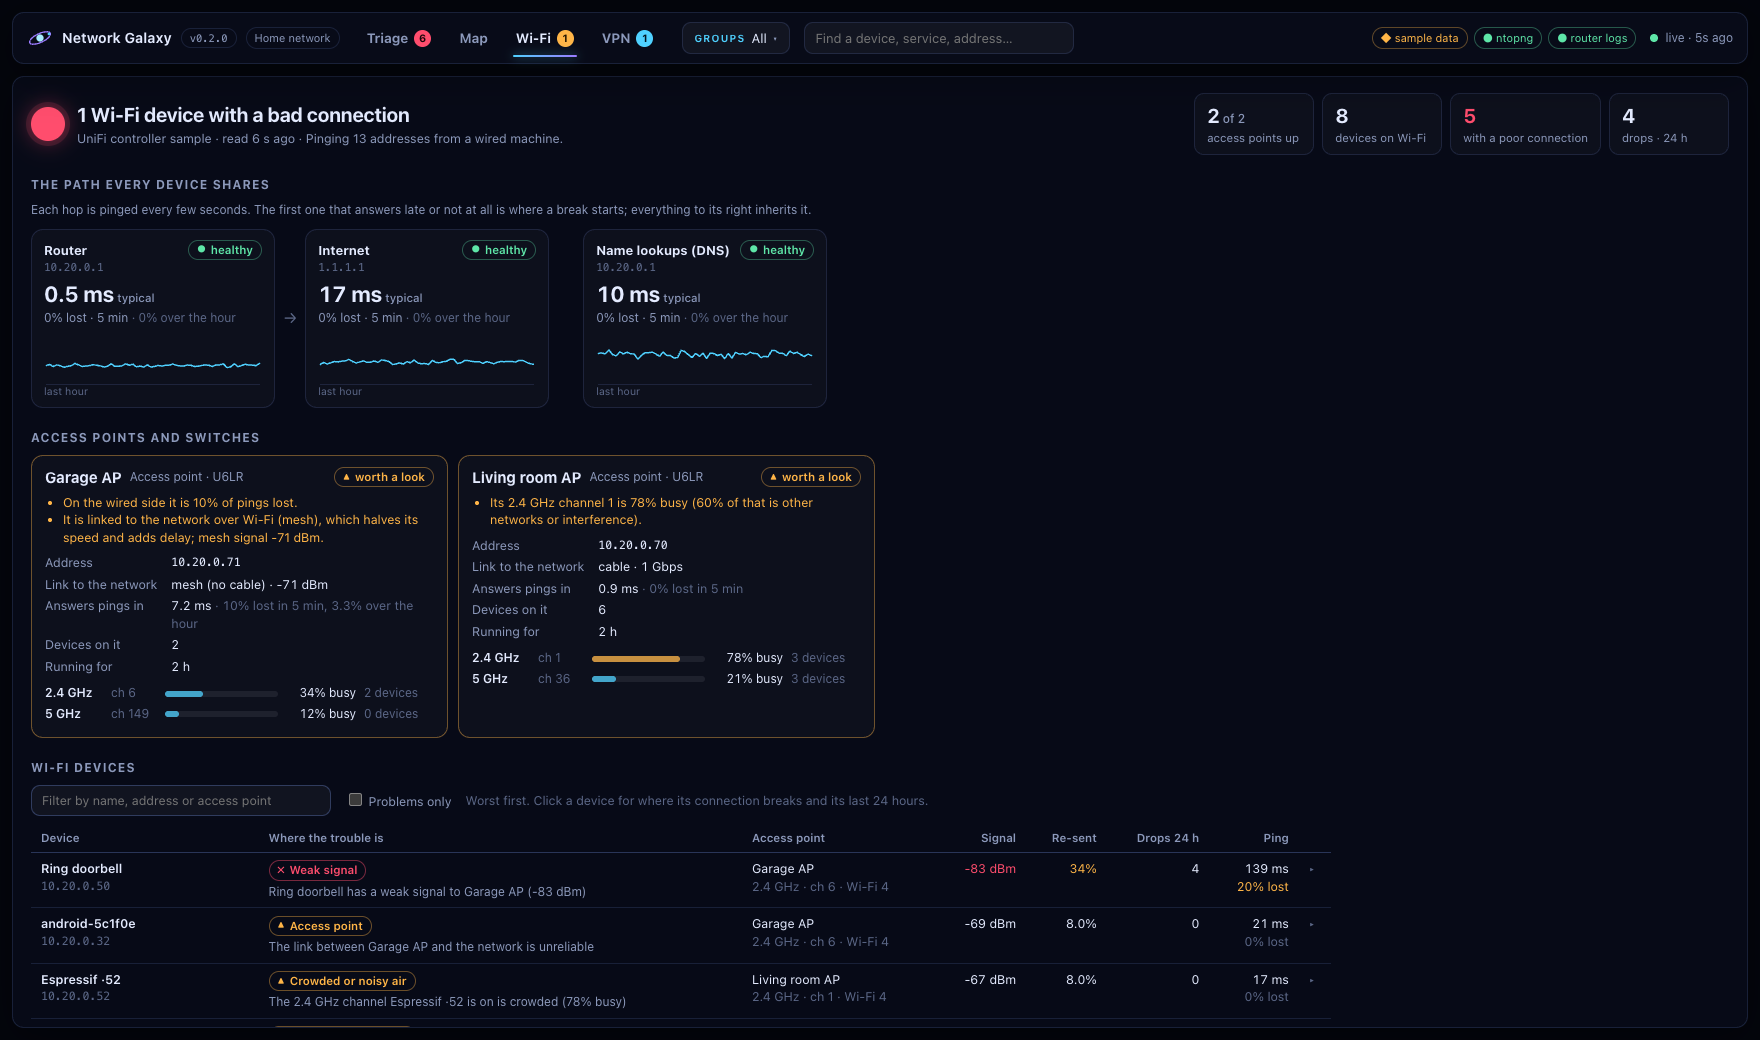 Network Galaxy v0.2.0 Home network Triage 6 Map Wi-Fi 1 VPN 1 GROUPS All Find a device, service, address... sample data ntopng router logs live · 5s ago
1 Wi-Fi device with a bad connection
UniFi controller sample · read 6 s ago · Pinging 13 addresses from a wired machine.
2 of 2
access points up
8
devices on Wi-Fi
5
with a poor connection
4
drops · 24 h
THE PATH EVERY DEVICE SHARES
Each hop is pinged every few seconds. The first one that answers late or not at all is where a break starts; everything to its right inherits it.
Router healthy
10.20.0.1
0.5 ms typical
0% lost · 5 min · 0% over the hour
last hour
→
Internet healthy
1.1.1.1
17 ms typical
0% lost · 5 min · 0% over the hour
last hour
Name lookups (DNS) healthy
10.20.0.1
10 ms typical
0% lost · 5 min · 0% over the hour
last hour
ACCESS POINTS AND SWITCHES
Garage AP Access point · U6LR ▲ worth a look
• On the wired side it is 10% of pings lost.
• It is linked to the network over Wi-Fi (mesh), which halves its
speed and adds delay; mesh signal -71 dBm.
Address 10.20.0.71
Link to the network mesh (no cable) · -71 dBm
Answers pings in 7.2 ms · 10% lost in 5 min, 3.3% over the
hour
Devices on it 2
Running for 2 h
2.4 GHz ch 6 34% busy 2 devices
5 GHz ch 149 12% busy 0 devices
Living room AP Access point · U6LR ▲ worth a look
• Its 2.4 GHz channel 1 is 78% busy (60% of that is other
networks or interference).
Address 10.20.0.70
Link to the network cable · 1 Gbps
Answers pings in 0.9 ms · 0% lost in 5 min
Devices on it 6
Running for 2 h
2.4 GHz ch 1 78% busy 3 devices
5 GHz ch 36 21% busy 3 devices
WI-FI DEVICES
Filter by name, address or access point Problems only Worst first. Click a device for where its connection breaks and its last 24 hours.
Device Where the trouble is Access point Signal Re-sent Drops 24 h Ping
Ring doorbell ✕ Weak signal Garage AP -83 dBm 34% 4 139 ms
10.20.0.50 Ring doorbell has a weak signal to Garage AP (-83 dBm) 2.4 GHz · ch 6 · Wi-Fi 4 20% lost
android-5c1f0e ▲ Access point Garage AP -69 dBm 8.0% 0 21 ms
10.20.0.32 The link between Garage AP and the network is unreliable 2.4 GHz · ch 6 · Wi-Fi 4 0% lost
Espressif ·52 ▲ Crowded or noisy air Living room AP -67 dBm 8.0% 0 17 ms
10.20.0.52 The 2.4 GHz channel Espressif ·52 is on is crowded (78% busy) 2.4 GHz · ch 1 · Wi-Fi 4 0% lost